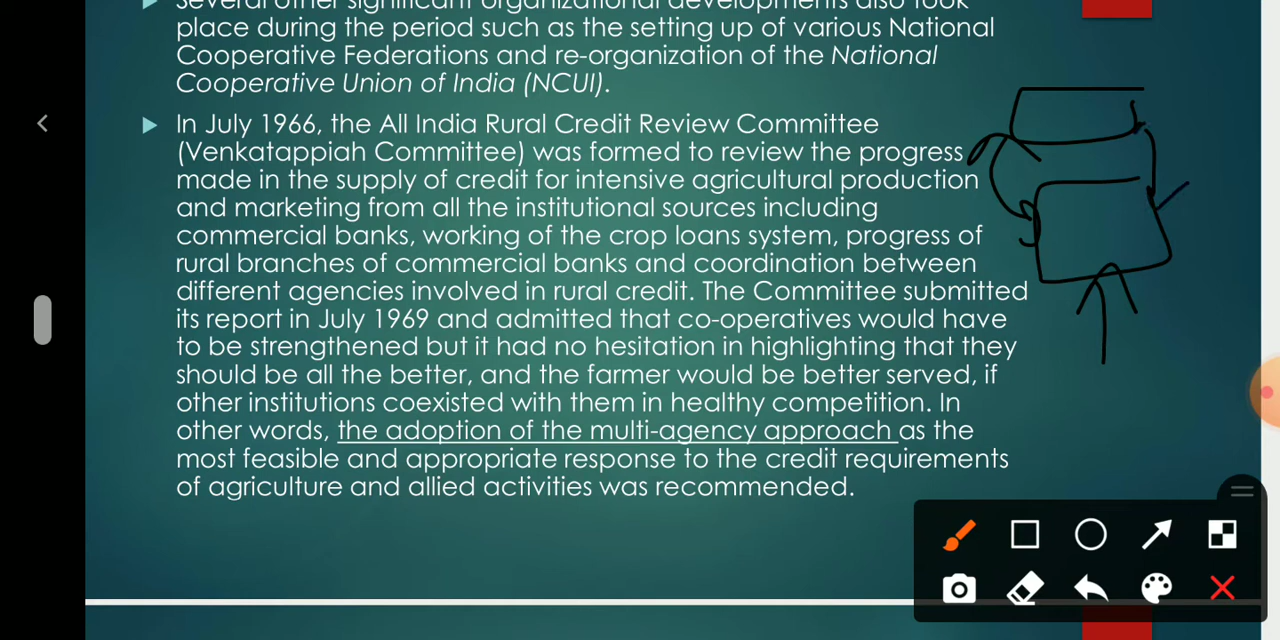 Several other significant organizational developments also took
place during the period such as the setting up of various National
Cooperative Federations and re-organization of the National
Cooperative Union of India (NCUI).
In July 1966, the All India Rural Credit Review Committee
(Venkatappiah Committee) was formed to review the progress
made in the supply of credit for intensive agricultural production
and marketing from all the institutional sources including
commercial banks, working of the crop loans system, progress of
rural branches of commercial banks and coordination between
different agencies involved in rural credit. The Committee submitted
its report in July 1969 and admitted that co-operatives would have
to be strengthened but it had no hesitation in highlighting that they
should be all the better, and the farmer would be better served, if
other institutions coexisted with them in healthy competition. In
other words, the adoption of the multi-agency approach as the
most feasible and appropriate response to the credit requirements
of agriculture and allied activities was recommended.